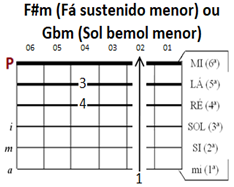 F#m (Fá sustenido menor) ou
Gbm (Sol bemol menor)
06 05 04 03 02 01
P MI (6ª)
3 LÁ (5ª)
4 RÉ (4ª)
i SOL (3ª)
m SI (2ª)
a mi (1ª)
1